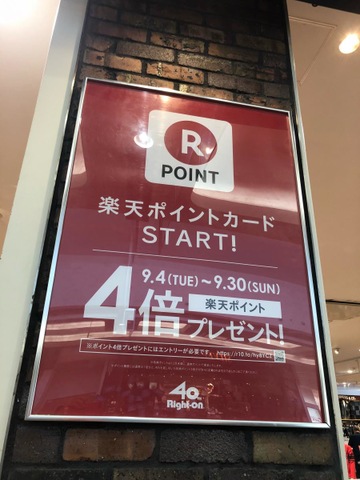 R
POINT
楽天ポイントカード
START!
9.4(TUE)〜9.30(SUN)
4倍
楽天ポイント
プレゼント!
※ポイント4倍プレゼントにはエントリーが必要です。
40th
Right-on